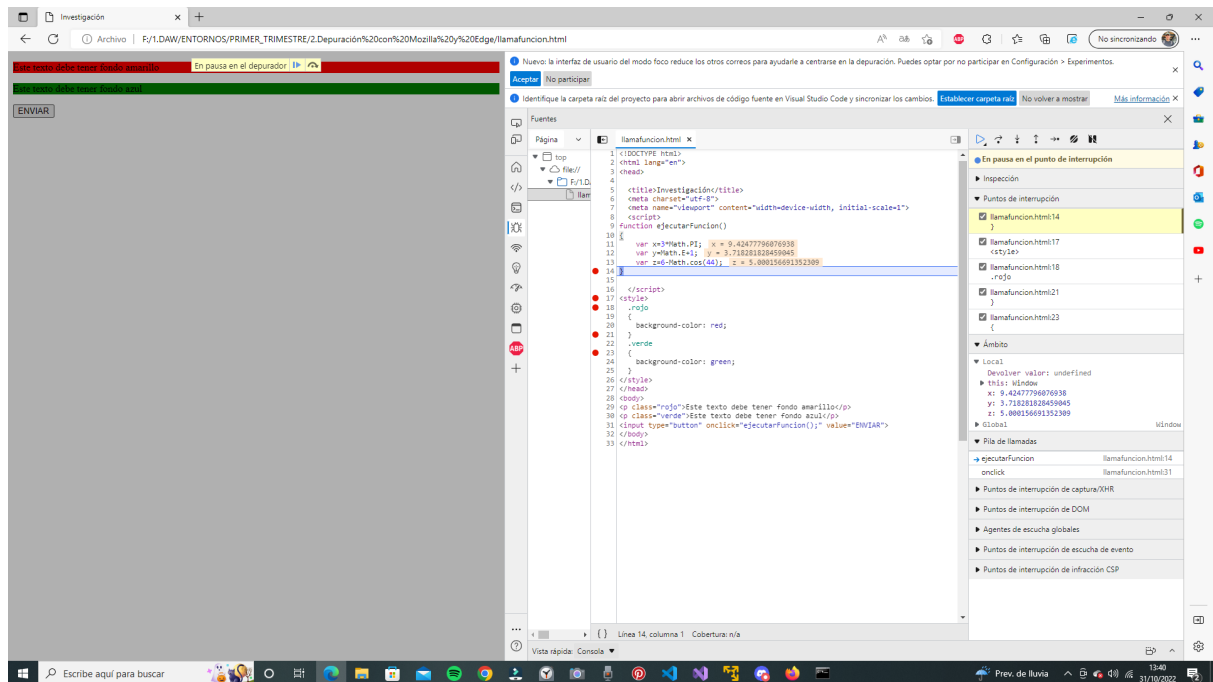 Investigación
Archivo F:/1.DAW/ENTORNOS/PRIMER_TRIMESTRE/2.Depuración%20con%20Mozilla%20y%20Edge/llamafuncion.html
No sincronizando
Este texto debe tener fondo amarillo
En pausa en el depurador
Este texto debe tener fondo azul
ENVIAR
Nuevo: la interfaz de usuario del modo foco reduce los otros correos para ayudarle a centrarse en la depuración. Puedes optar por no participar en Configuración > Experimentos.
Aceptar No participar
Identifique la carpeta raíz del proyecto para abrir archivos de código fuente en Visual Studio Code y sincronizar los cambios. Establecer carpeta raíz No volver a mostrar Más información
Fuentes
Página
llamafuncion.html
top
file://
F:/1.D
llam
1 <!DOCTYPE html>
2 <html lang="en">
3 <head>
4
5 <title>Investigación</title>
6 <meta charset="utf-8">
7 <meta name="viewport" content="width=device-width, initial-scale=1">
8 <script>
9 function ejecutarFuncion()
10 {
11 var x=3*Math.PI; x = 9.42477796076938
12 var y=Math.E+1; y = 3.718281828459045
13 var z=6-Math.cos(44); z = 5.000156691352309
14 }
15
16 </script>
17 <style>
18 .rojo
19 {
20 background-color: red;
21 }
22 .verde
23 {
24 background-color: green;
25 }
26 </style>
27 </head>
28 <body>
29 <p class="rojo">Este texto debe tener fondo amarillo</p>
30 <p class="verde">Este texto debe tener fondo azul</p>
31 <input type="button" onclick="ejecutarFuncion();" value="ENVIAR">
32 </body>
33 </html>
{ } Línea 14, columna 1 Cobertura: n/a
Vista rápida: Consola
En pausa en el punto de interrupción
Inspección
Puntos de interrupción
llamafuncion.html:14
}
llamafuncion.html:17
<style>
llamafuncion.html:18
.rojo
llamafuncion.html:21
}
llamafuncion.html:23
{
Ámbito
Local
Devolver valor: undefined
this: Window
x: 9.42477796076938
y: 3.718281828459045
z: 5.000156691352309
Global Window
Pila de llamadas
ejecutarFuncion llamafuncion.html:14
onclick llamafuncion.html:31
Puntos de interrupción de captura/XHR
Puntos de interrupción de DOM
Agentes de escucha globales
Puntos de interrupción de escucha de evento
Puntos de interrupción de infracción CSP
ABP
Escribe aquí para buscar
Prev. de lluvia
13:40
31/10/2022